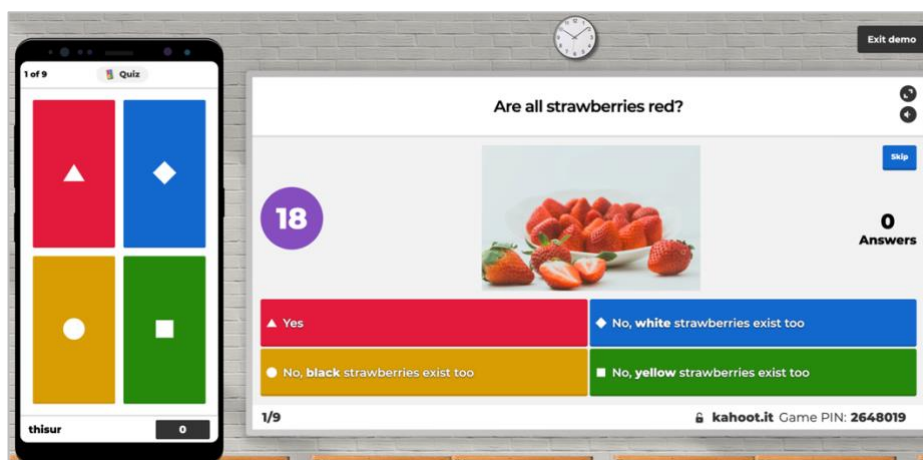 Exit demo
1 of 9
Quiz
Are all strawberries red?
Skip
18
0
Answers
Yes
No, white strawberries exist too
No, black strawberries exist too
No, yellow strawberries exist too
1/9
kahoot.it Game PIN: 2648019
thisur
0